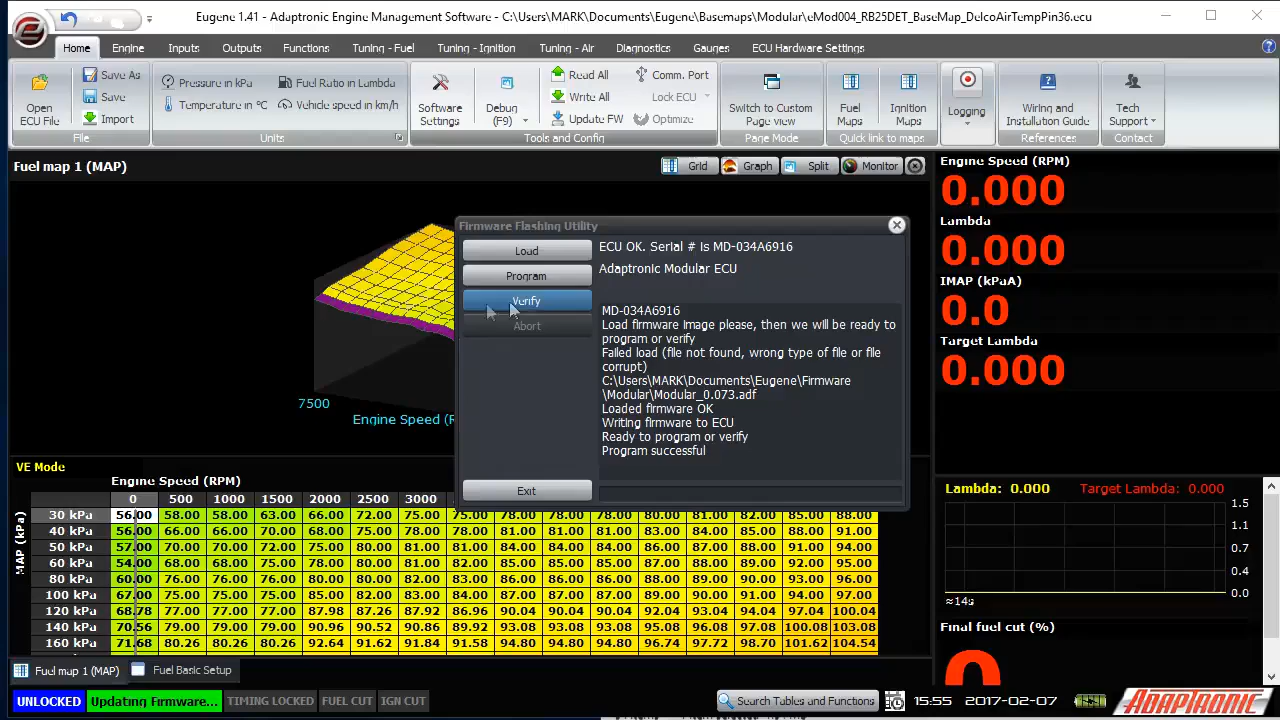 Eugene 1.41 - Adaptronic Engine Management Software - C:\Users\MARK\Documents\Eugene\Basemaps\Modular\eMod004_RB25DET_BaseMap_DelcoAirTempPin36.ecu
Home Engine Inputs Outputs Functions Tuning - Fuel Tuning - Ignition Tuning - Air Diagnostics Gauges ECU Hardware Settings
Open ECU File
Save As
Save
Import
File
Pressure in kPa
Temperature in °C
Fuel Ratio in Lambda
Vehicle speed in km/h
Units
Software Settings
Debug (F9)
Read All
Write All
Update FW
Comm. Port
Lock ECU
Optimize
Tools and Config
Switch to Custom Page view
Page Mode
Fuel Maps
Ignition Maps
Quick link to maps
Logging
Wiring and Installation Guide
References
Tech Support
Contact
Fuel map 1 (MAP)
Grid Graph Split Monitor
7500
Engine Speed (R
Firmware Flashing Utility
Load
Program
Verify
Abort
Exit
ECU OK. Serial # is MD-034A6916
Adaptronic Modular ECU
MD-034A6916
Load firmware image please, then we will be ready to
program or verify
Failed load (file not found, wrong type of file or file
corrupt)
C:\Users\MARK\Documents\Eugene\Firmware
\Modular\Modular_0.073.adf
Loaded firmware OK
Writing firmware to ECU
Ready to program or verify
Program successful
Engine Speed (RPM)
0.000
Lambda
0.000
IMAP (kPaA)
0.0
Target Lambda
0.000
VE Mode
Engine Speed (RPM)
MAP (kPa)
0 500 1000 1500 2000 2500 3000
30 kPa 56.00 58.00 58.00 63.00 66.00 72.00 75.00 75.00 78.00 78.00 78.00 80.00 81.00 82.00 85.00 88.00
40 kPa 56.00 66.00 66.00 70.00 68.00 75.00 78.00 78.00 81.00 81.00 81.00 83.00 84.00 85.00 88.00 91.00
50 kPa 57.00 70.00 70.00 72.00 75.00 80.00 81.00 81.00 84.00 84.00 84.00 86.00 87.00 88.00 91.00 94.00
60 kPa 54.00 68.00 68.00 75.00 78.00 80.00 81.00 82.00 85.00 85.00 85.00 87.00 88.00 89.00 92.00 95.00
80 kPa 60.00 76.00 76.00 76.00 80.00 80.00 82.00 83.00 86.00 86.00 86.00 88.00 89.00 90.00 93.00 96.00
100 kPa 67.00 75.00 75.00 75.00 82.00 83.00 84.00 84.00 87.00 87.00 87.00 89.00 90.00 91.00 94.00 97.00
120 kPa 68.78 77.00 77.00 77.00 87.98 87.26 87.92 86.96 90.04 90.04 90.04 92.04 93.04 94.04 97.04 100.04
140 kPa 70.56 79.00 79.00 79.00 90.96 90.52 90.86 89.92 93.08 93.08 93.08 95.08 96.08 97.08 100.08 103.08
160 kPa 71.68 80.26 80.26 80.26 92.64 91.62 91.84 91.58 94.80 94.80 94.80 96.74 97.72 98.70 101.62 104.54
Lambda: 0.000 Target Lambda: 0.000
1.5
1.1
0.7
0.4
0.0
≈14s
Final fuel cut (%)
Fuel map 1 (MAP) Fuel Basic Setup
UNLOCKED Updating Firmware... TIMING LOCKED FUEL CUT IGN CUT Search Tables and Functions 15:55 2017-02-07 ADAPTRONIC